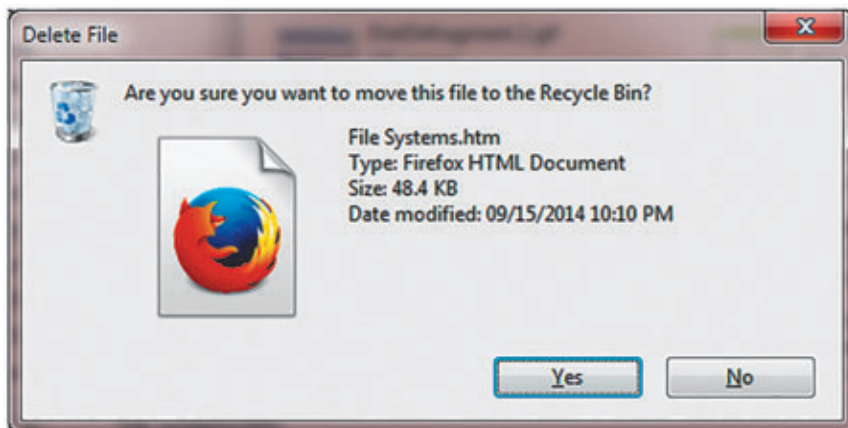 Delete File
Are you sure you want to move this file to the Recycle Bin?
File Systems.htm
Type: Firefox HTML Document
Size: 48.4 KB
Date modified: 09/15/2014 10:10 PM
Yes
No